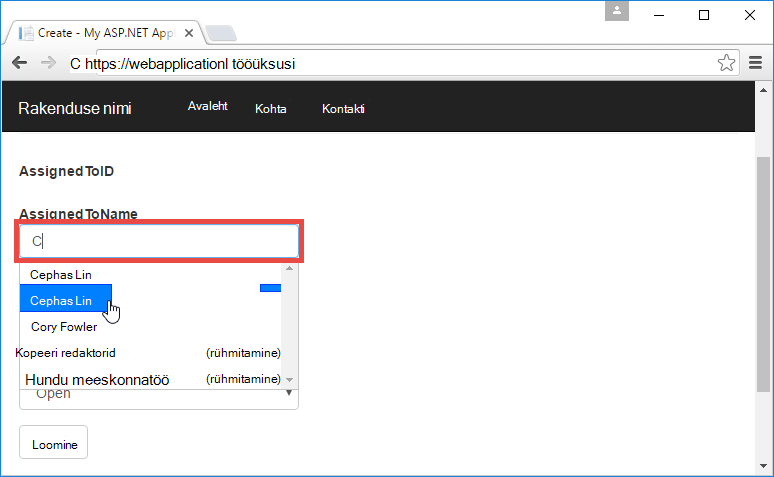 Create - My ASP.NET App
C https://webapplicationl tööüksusi
Rakenduse nimi Avaleht Kohta Kontakti
AssignedToID
AssignedToName
C
Cephas Lin
Cephas Lin
Cory Fowler
Kopeeri redaktorid (rühmitamine)
Hundu meeskonnatöö (rühmitamine)
Open
Loomine